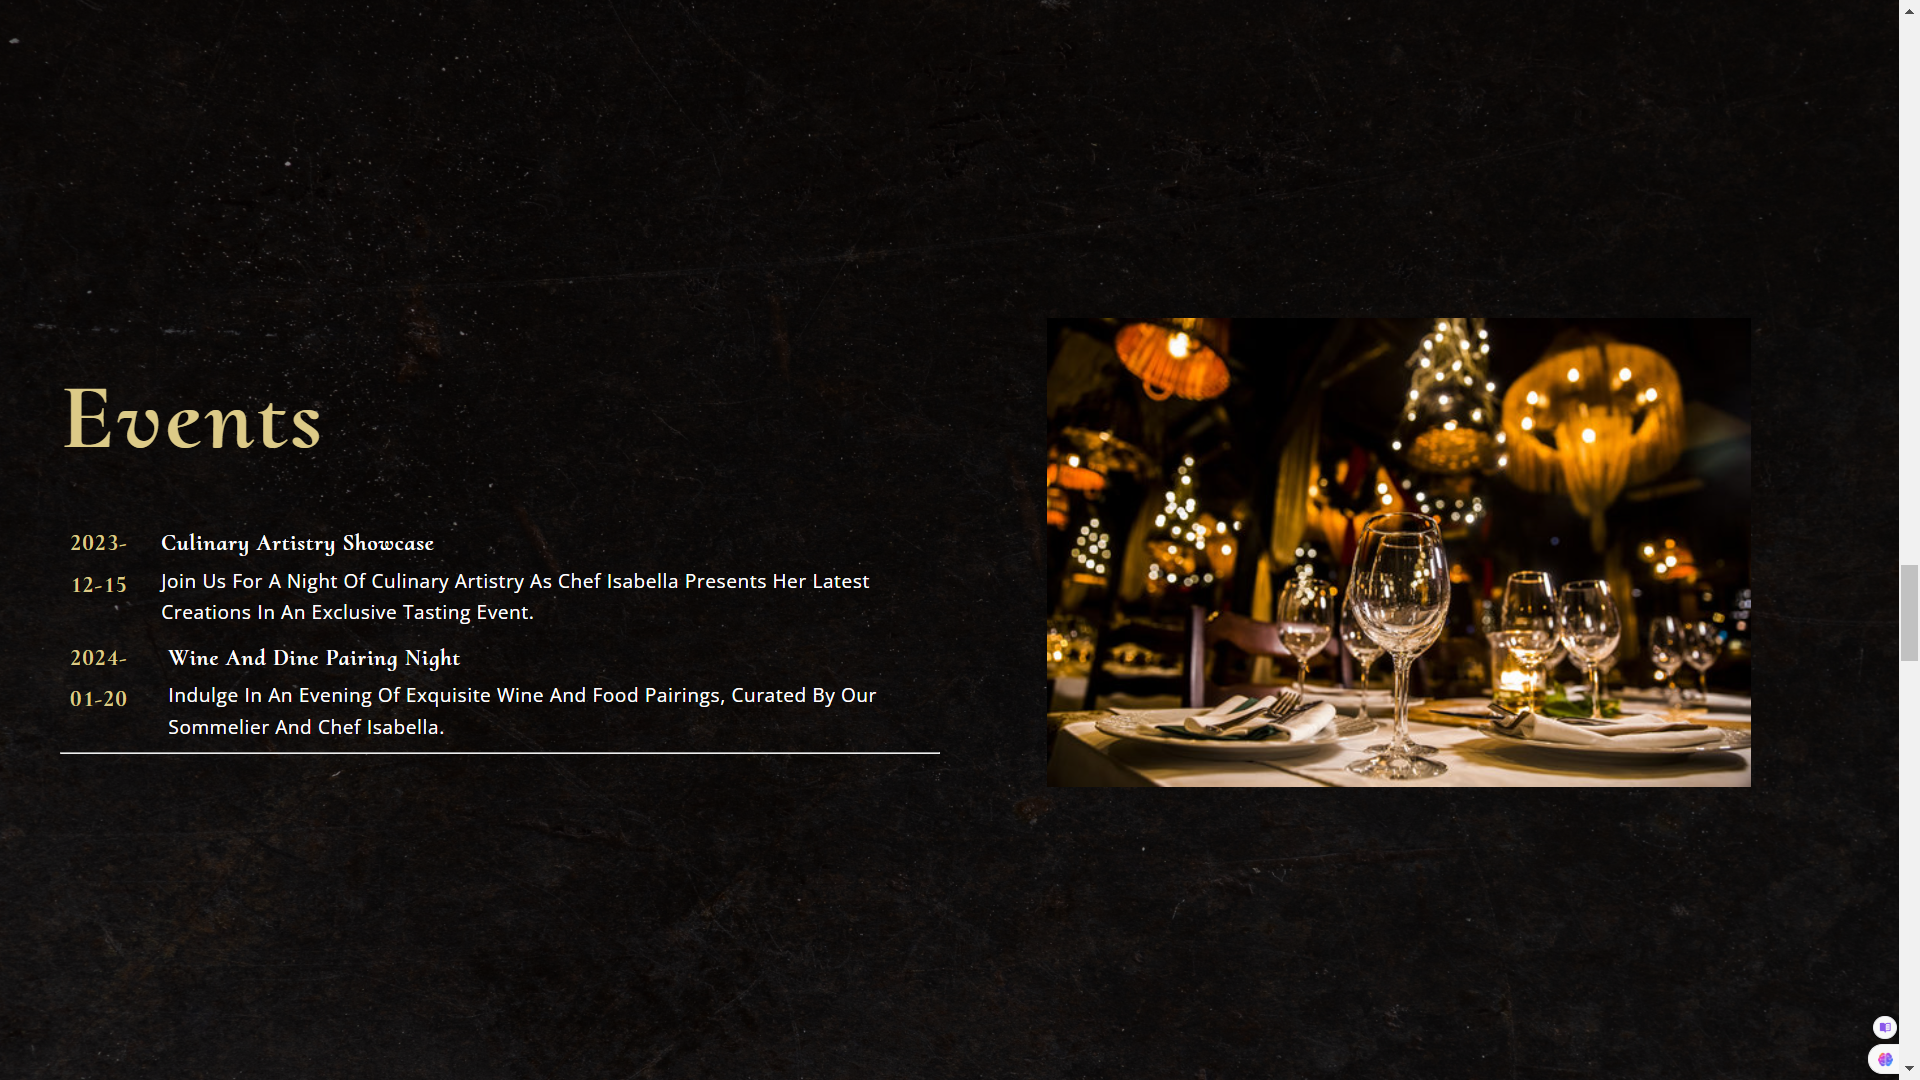 Events
2023-
12-15
Culinary Artistry Showcase
Join Us For A Night Of Culinary Artistry As Chef Isabella Presents Her Latest
Creations In An Exclusive Tasting Event.
2024-
01-20
Wine And Dine Pairing Night
Indulge In An Evening Of Exquisite Wine And Food Pairings, Curated By Our
Sommelier And Chef Isabella.